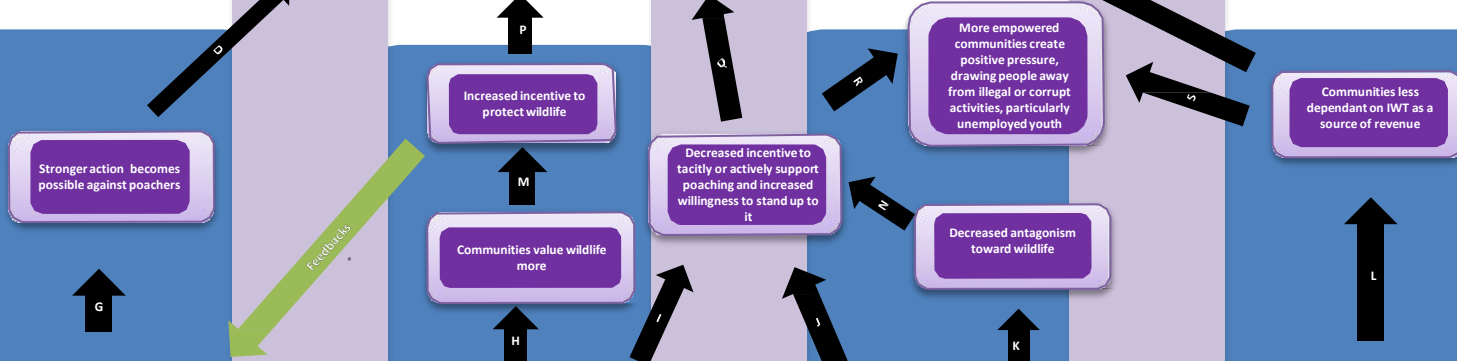 P
More empowered
communities create
positive pressure,
drawing people away
from illegal or corrupt
activities, particularly
unemployed youth
O
Q
R
S
Increased incentive to
protect wildlife
Communities less
dependant on IWT as a
source of revenue
Stronger action becomes
possible against poachers
Decreased incentive to
tacitly or actively support
poaching and increased
willingness to stand up to
it
M
N
Feedbacks
Communities value wildlife
more
Decreased antagonism
toward wildlife
G
H
I
J
K
L